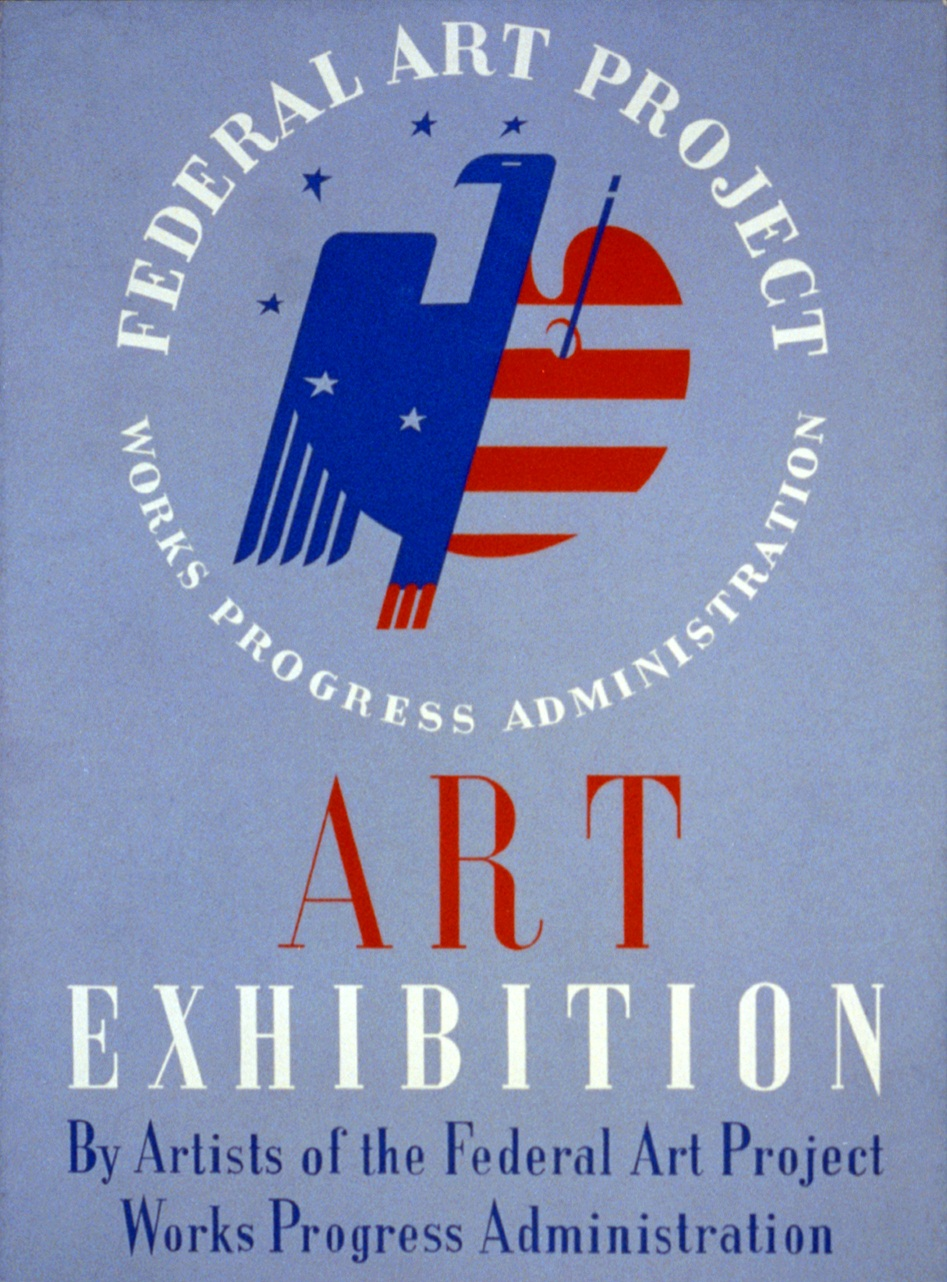 FEDERAL ART PROJECT
WORKS PROGRESS ADMINISTRATION
ART
EXHIBITION
By Artists of the Federal Art Project
Works Progress Administration